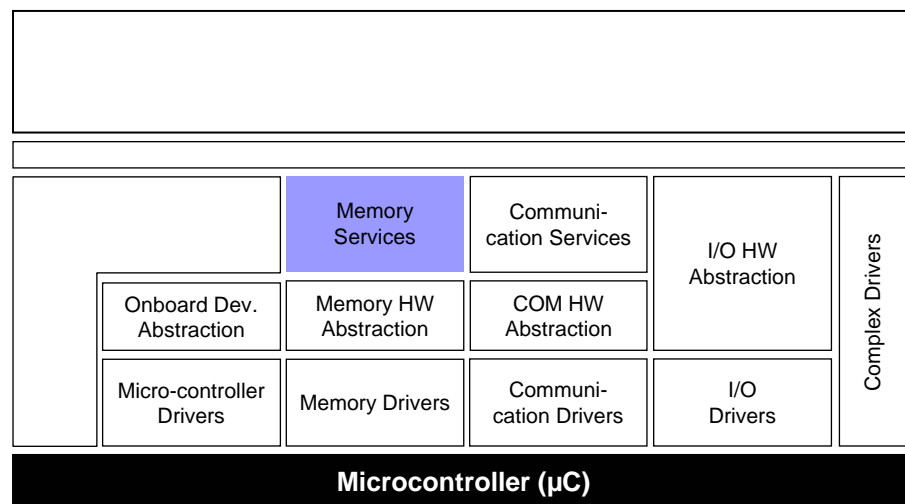 Memory
Services
Communi-
cation Services
I/O HW
Abstraction
Complex Drivers
Onboard Dev.
Abstraction
Memory HW
Abstraction
COM HW
Abstraction
Micro-controller
Drivers
Memory Drivers
Communi-
cation Drivers
I/O
Drivers
Microcontroller (µC)